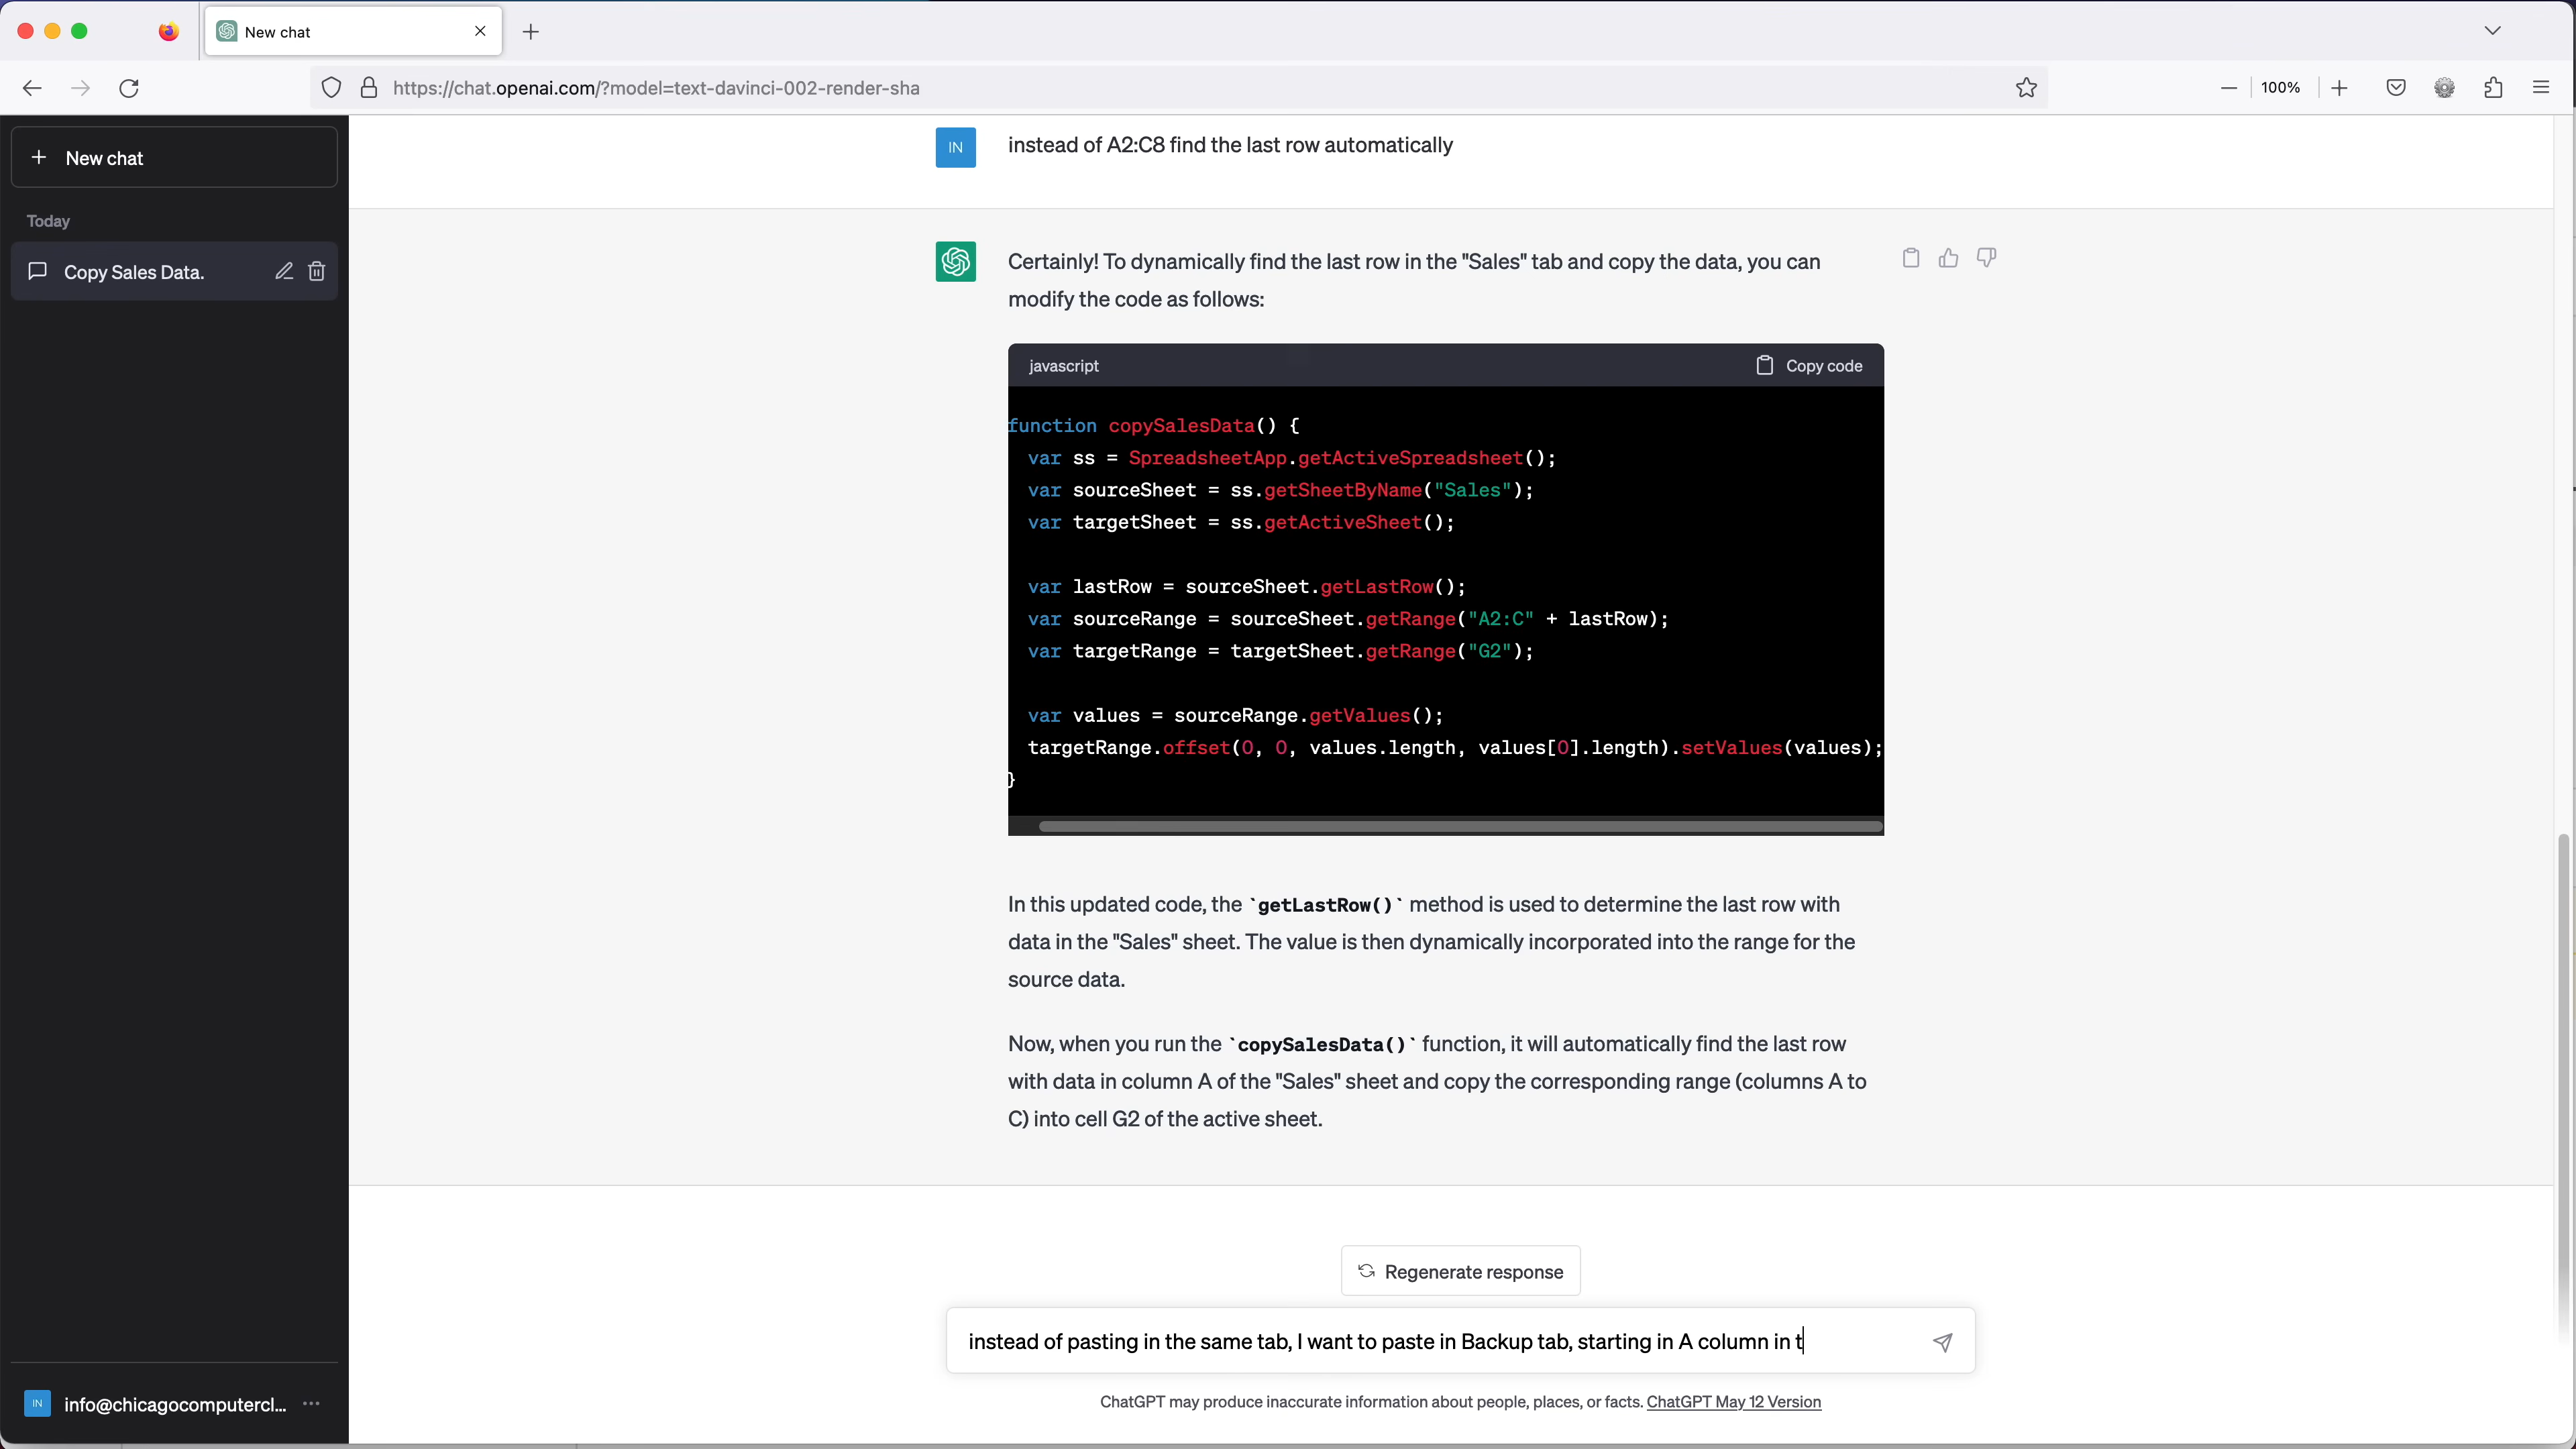 New chat
https://chat.openai.com/?model=text-davinci-002-render-sha
100%
New chat
Today
Copy Sales Data.
IN
instead of A2:C8 find the last row automatically
Certainly! To dynamically find the last row in the "Sales" tab and copy the data, you can
modify the code as follows:
javascript
Copy code
function copySalesData() {
var ss = SpreadsheetApp.getActiveSpreadsheet();
var sourceSheet = ss.getSheetByName("Sales");
var targetSheet = ss.getActiveSheet();
var lastRow = sourceSheet.getLastRow();
var sourceRange = sourceSheet.getRange("A2:C" + lastRow);
var targetRange = targetSheet.getRange("G2");
var values = sourceRange.getValues();
targetRange.offset(0, 0, values.length, values[0].length).setValues(values);
}
In this updated code, the `getLastRow()` method is used to determine the last row with
data in the "Sales" sheet. The value is then dynamically incorporated into the range for the
source data.
Now, when you run the `copySalesData()` function, it will automatically find the last row
with data in column A of the "Sales" sheet and copy the corresponding range (columns A to
C) into cell G2 of the active sheet.
Regenerate response
instead of pasting in the same tab, I want to paste in Backup tab, starting in A column in t
ChatGPT may produce inaccurate information about people, places, or facts. ChatGPT May 12 Version
IN
info@chicagocomputercl...